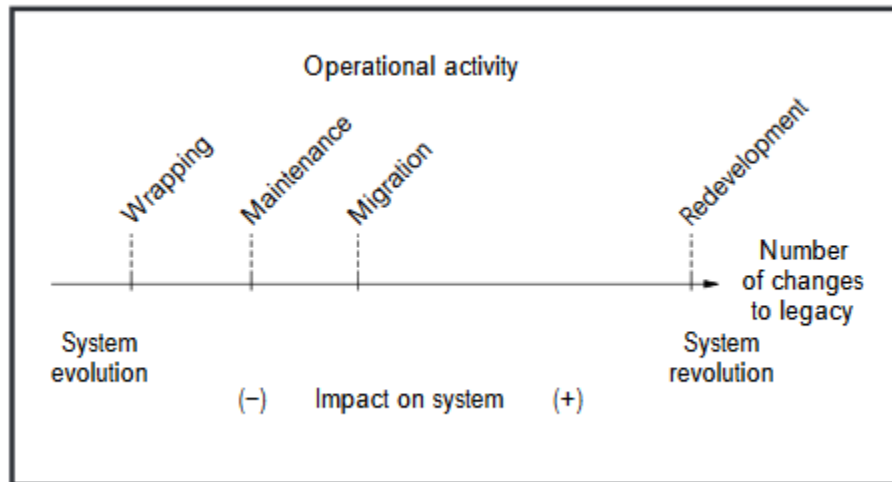 Operational activity
Wrapping
Maintenance
Migration
Redevelopment
Number
of changes
to legacy
System
evolution
System
revolution
(−) Impact on system (+)